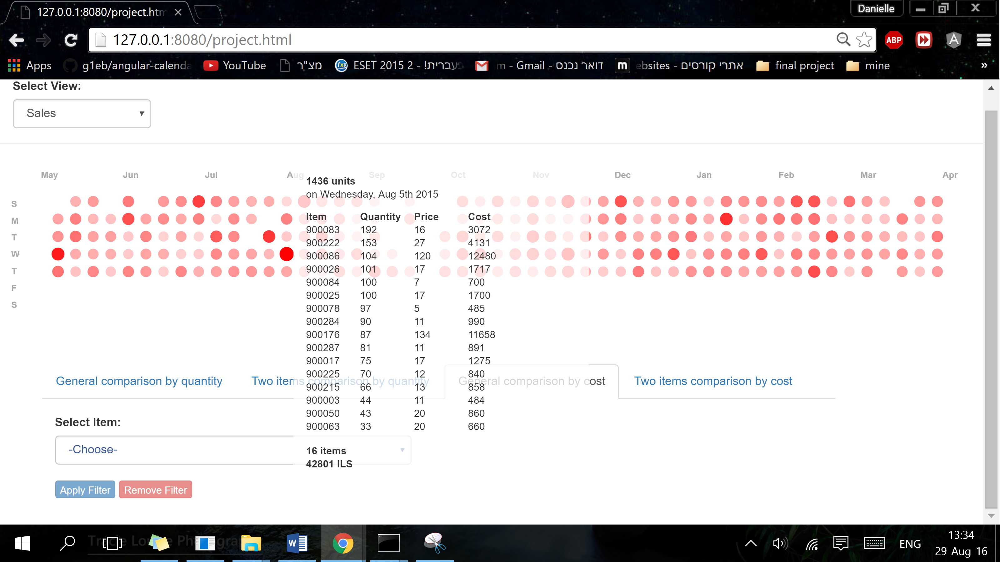 127.0.0.1:8080/project.htm
Danielle
127.0.0.1:8080/project.html
ABP
Apps
g1eb/angular-calenda
YouTube
מצ"ר
ESET 2015 2 - !בעברית
m - Gmail - דואר נכנס
m
ebsites - אתרי קורסים
final project
mine
»
Select View:
Sales
May Jun Jul Aug Sep Oct Nov Dec Jan Feb Mar Apr
S
M
T
W
T
F
S
1436 units
on Wednesday, Aug 5th 2015
Item Quantity Price Cost
900083 192 16 3072
900222 153 27 4131
900086 104 120 12480
900026 101 17 1717
900084 100 7 700
900025 100 17 1700
900078 97 5 485
900284 90 11 990
900176 87 134 11658
900287 81 11 891
900017 75 17 1275
900225 70 12 840
900215 66 13 858
900003 44 11 484
900050 43 20 860
900063 33 20 660
16 items
42801 ILS
General comparison by quantity
Two items comparison by quantity
General comparison by cost
Two items comparison by cost
Select Item:
-Choose-
Apply Filter
Remove Filter
ENG
13:34
29-Aug-16